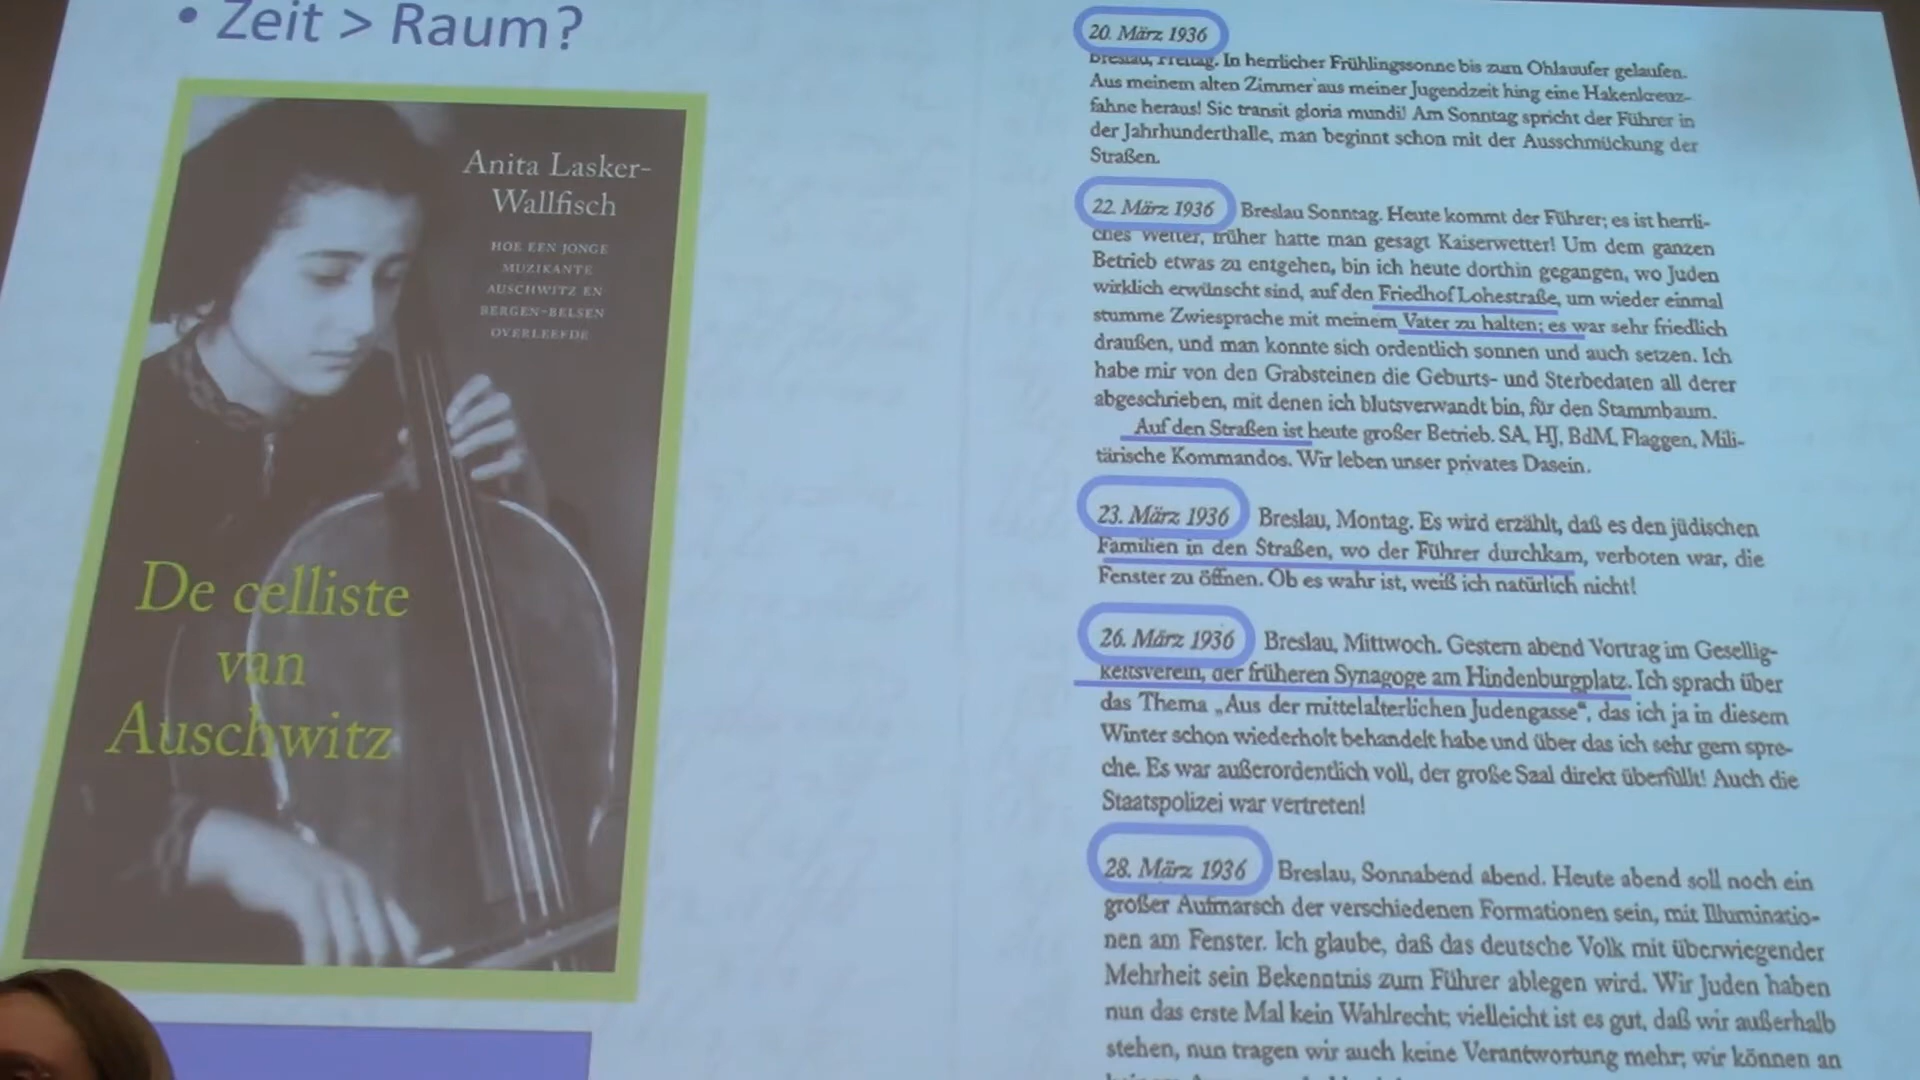 • Zeit > Raum?
Anita Lasker-
Wallfisch
HOE EEN JONGE
MUZIKANTE
AUSCHWITZ EN
BERGEN-BELSEN
OVERLEEFDE
De celliste
van
Auschwitz
20. März 1936
Breslau, Freitag. In herrlicher Frühlingssonne bis zum Ohlauufer gelaufen.
Aus meinem alten Zimmer aus meiner Jugendzeit hing eine Hakenkreuz-
fahne heraus! Sic transit gloria mundi! Am Sonntag spricht der Führer in
der Jahrhunderthalle, man beginnt schon mit der Ausschmückung der
Straßen.
22. März 1936 Breslau Sonntag. Heute kommt der Führer; es ist herrli-
ches Wetter, früher hatte man gesagt Kaiserwetter! Um dem ganzen
Betrieb etwas zu entgehen, bin ich heute dorthin gegangen, wo Juden
wirklich erwünscht sind, auf den Friedhof Lohestraße, um wieder einmal
stumme Zwiesprache mit meinem Vater zu halten; es war sehr friedlich
draußen, und man konnte sich ordentlich sonnen und auch setzen. Ich
habe mir von den Grabsteinen die Geburts- und Sterbedaten all derer
abgeschrieben, mit denen ich blutsverwandt bin, für den Stammbaum.
Auf den Straßen ist heute großer Betrieb. SA, HJ, BdM, Flaggen, Mili-
tärische Kommandos. Wir leben unser privates Dasein.
23. März 1936 Breslau, Montag. Es wird erzählt, daß es den jüdischen
Familien in den Straßen, wo der Führer durchkam, verboten war, die
Fenster zu öffnen. Ob es wahr ist, weiß ich natürlich nicht!
26. März 1936 Breslau, Mittwoch. Gestern abend Vortrag im Gesellig-
keitsverein, der früheren Synagoge am Hindenburgplatz. Ich sprach über
das Thema „Aus der mittelalterlichen Judengasse“, das ich ja in diesem
Winter schon wiederholt behandelt habe und über das ich sehr gern spre-
che. Es war außerordentlich voll, der große Saal direkt überfüllt! Auch die
Staatspolizei war vertreten!
28. März 1936 Breslau, Sonnabend abend. Heute abend soll noch ein
großer Aufmarsch der verschiedenen Formationen sein, mit Illuminatio-
nen am Fenster. Ich glaube, daß das deutsche Volk mit überwiegender
Mehrheit sein Bekenntnis zum Führer ablegen wird. Wir Juden haben
nun das erste Mal kein Wahlrecht; vielleicht ist es gut, daß wir außerhalb
stehen, nun tragen wir auch keine Verantwortung mehr; wir können an